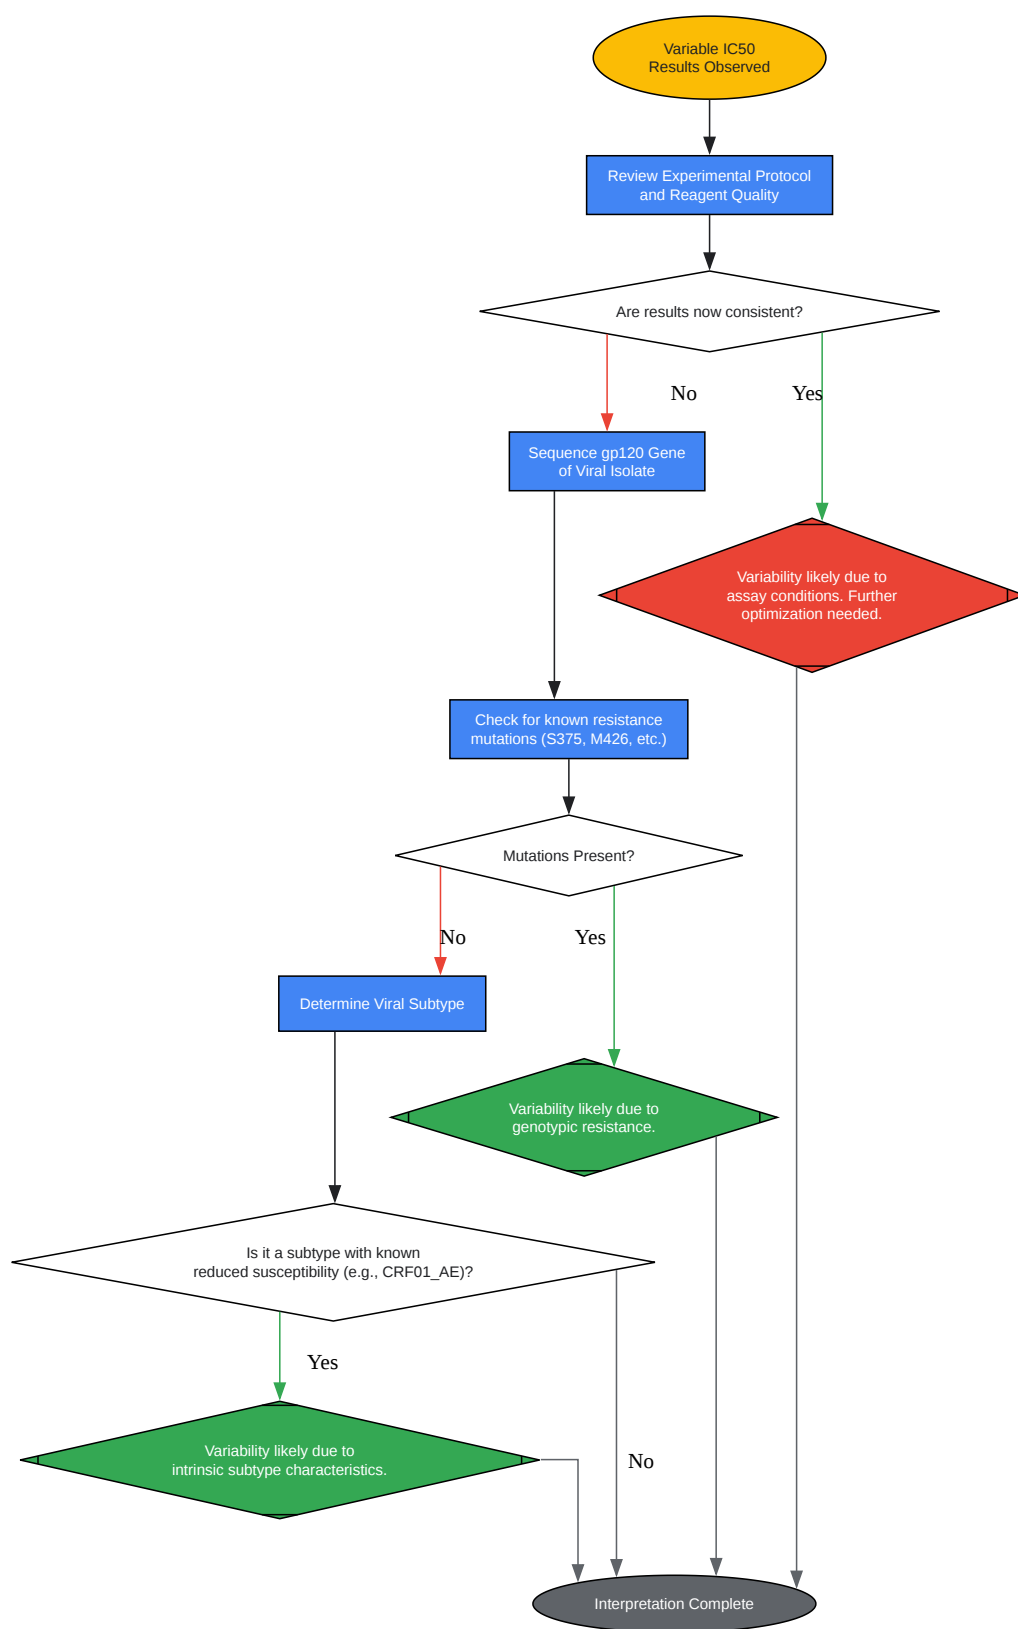 Variable IC50
Results Observed
Review Experimental Protocol
and Reagent Quality
Are results now consistent?
No
Yes
Sequence gp120 Gene
of Viral Isolate
Variability likely due to
assay conditions. Further
optimization needed.
Check for known resistance
mutations (S375, M426, etc.)
Mutations Present?
No
Yes
Determine Viral Subtype
Variability likely due to
genotypic resistance.
Is it a subtype with known
reduced susceptibility (e.g., CRF01_AE)?
Yes
Variability likely due to
intrinsic subtype characteristics.
No
Interpretation Complete